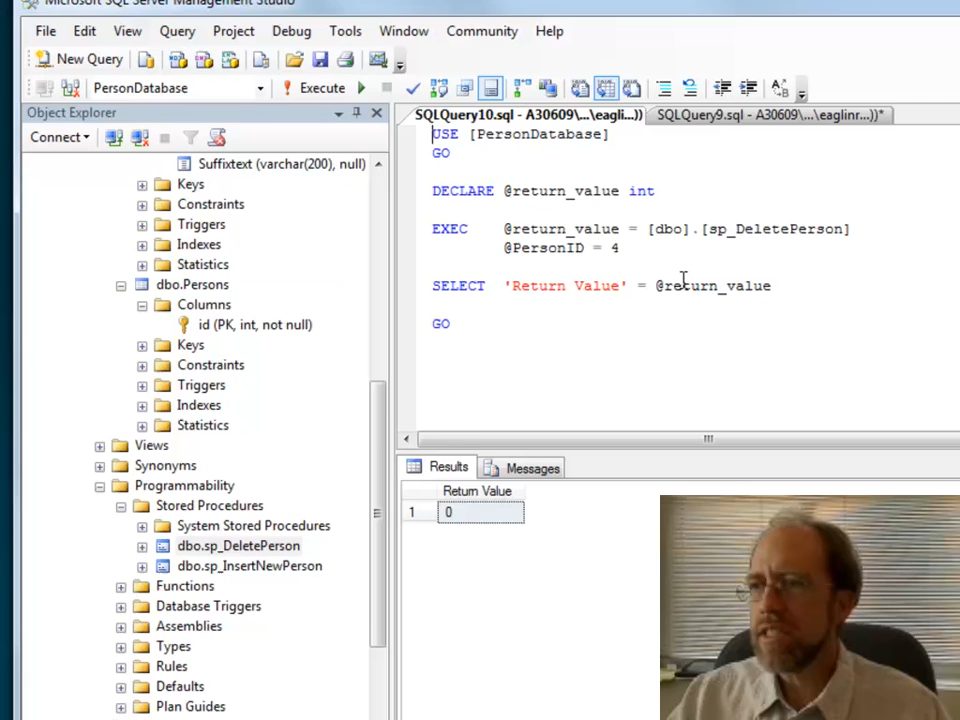 Microsoft SQL Server Management Studio
File Edit View Query Project Debug Tools Window Community Help
New Query
PersonDatabase Execute
Object Explorer
Connect
SQLQuery10.sql - A30609\...\eagli...))
SQLQuery9.sql - A30609\...\eaglinr...))*
Suffixtext (varchar(200), null)
Keys
Constraints
Triggers
Indexes
Statistics
dbo.Persons
Columns
id (PK, int, not null)
Keys
Constraints
Triggers
Indexes
Statistics
Views
Synonyms
Programmability
Stored Procedures
System Stored Procedures
dbo.sp_DeletePerson
dbo.sp_InsertNewPerson
Functions
Database Triggers
Assemblies
Types
Rules
Defaults
Plan Guides
USE [PersonDatabase]
GO
DECLARE @return_value int
EXEC @return_value = [dbo].[sp_DeletePerson]
@PersonID = 4
SELECT 'Return Value' = @return_value
GO
Results Messages
Return Value
1 0